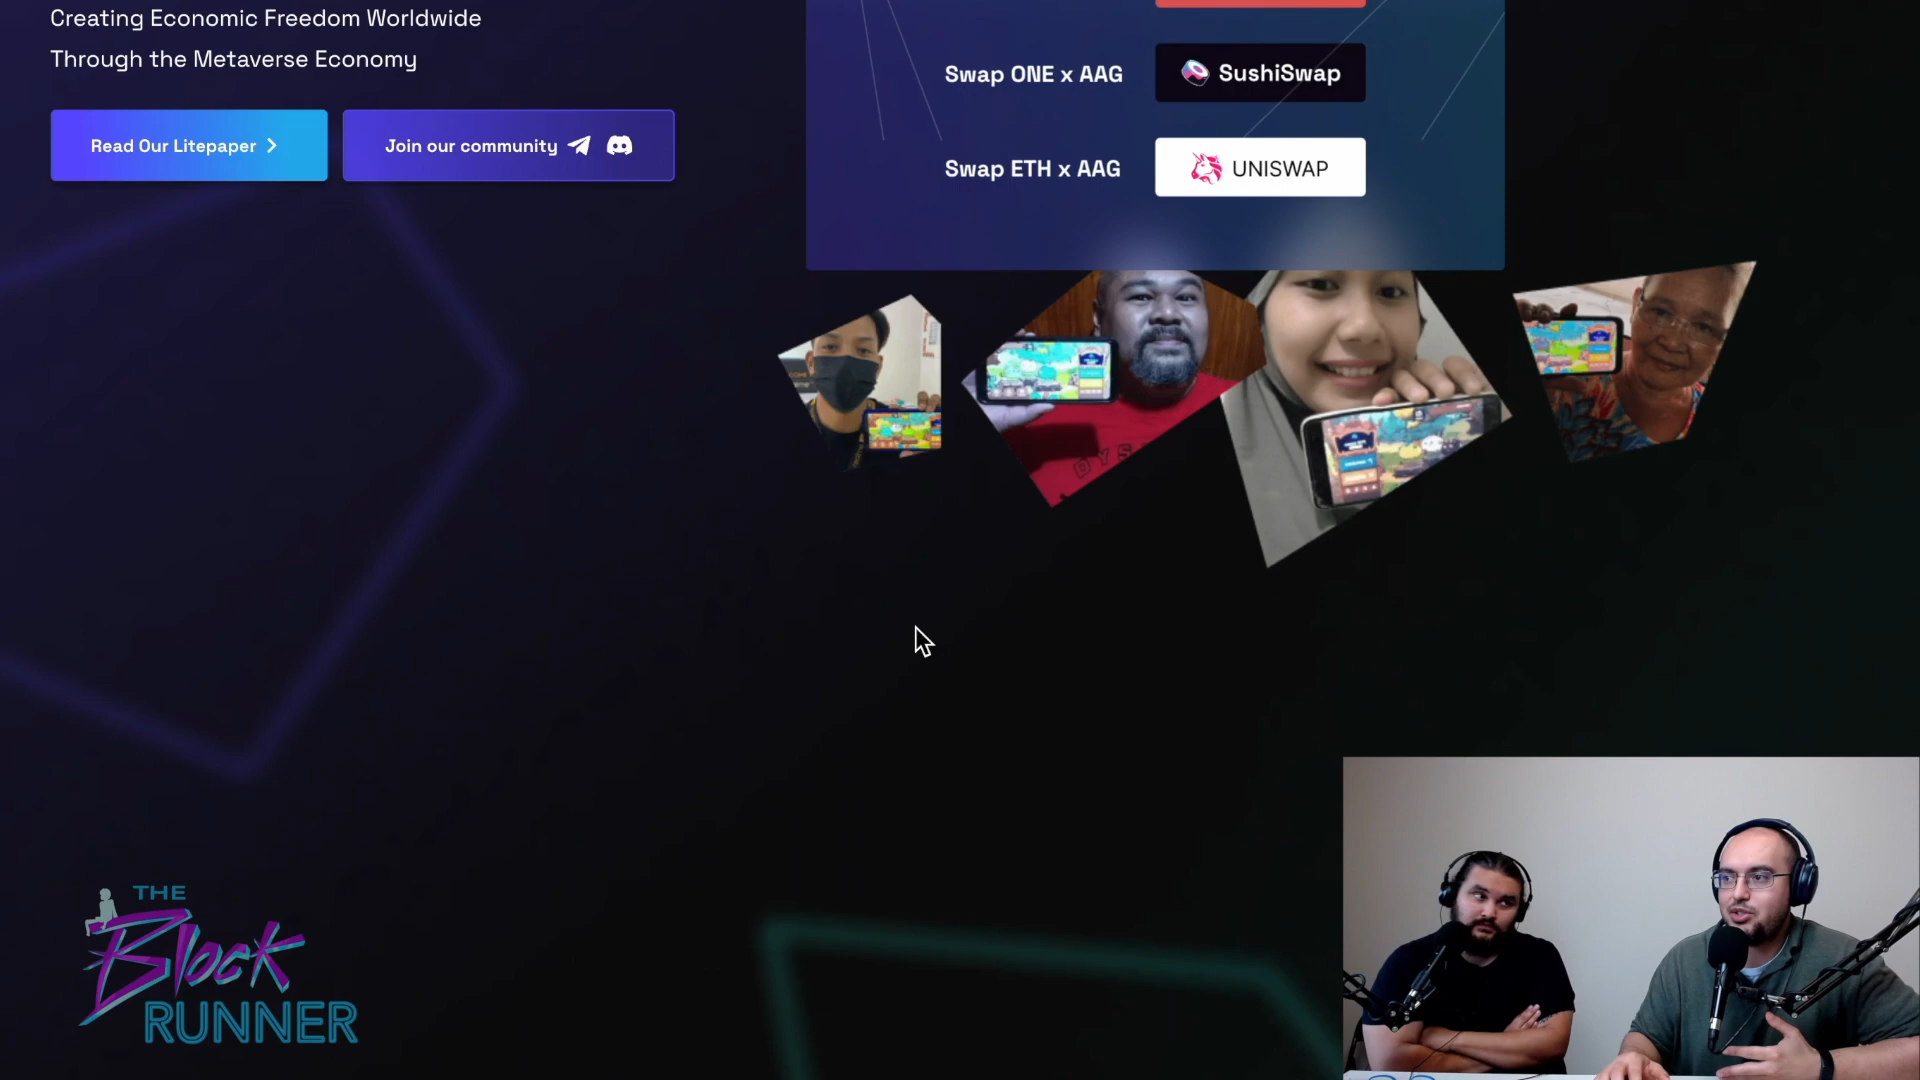 Creating Economic Freedom Worldwide
Through the Metaverse Economy
Read Our Litepaper
Join our community
Swap ONE x AAG
SushiSwap
Swap ETH x AAG
UNISWAP
DYS
THE
Block
RUNNER